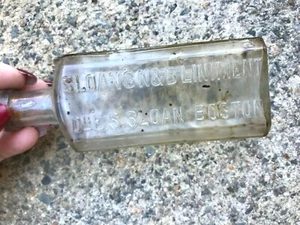 SLOAN'S N & B LINIMENT
DR. E. S. SLOAN BOSTON